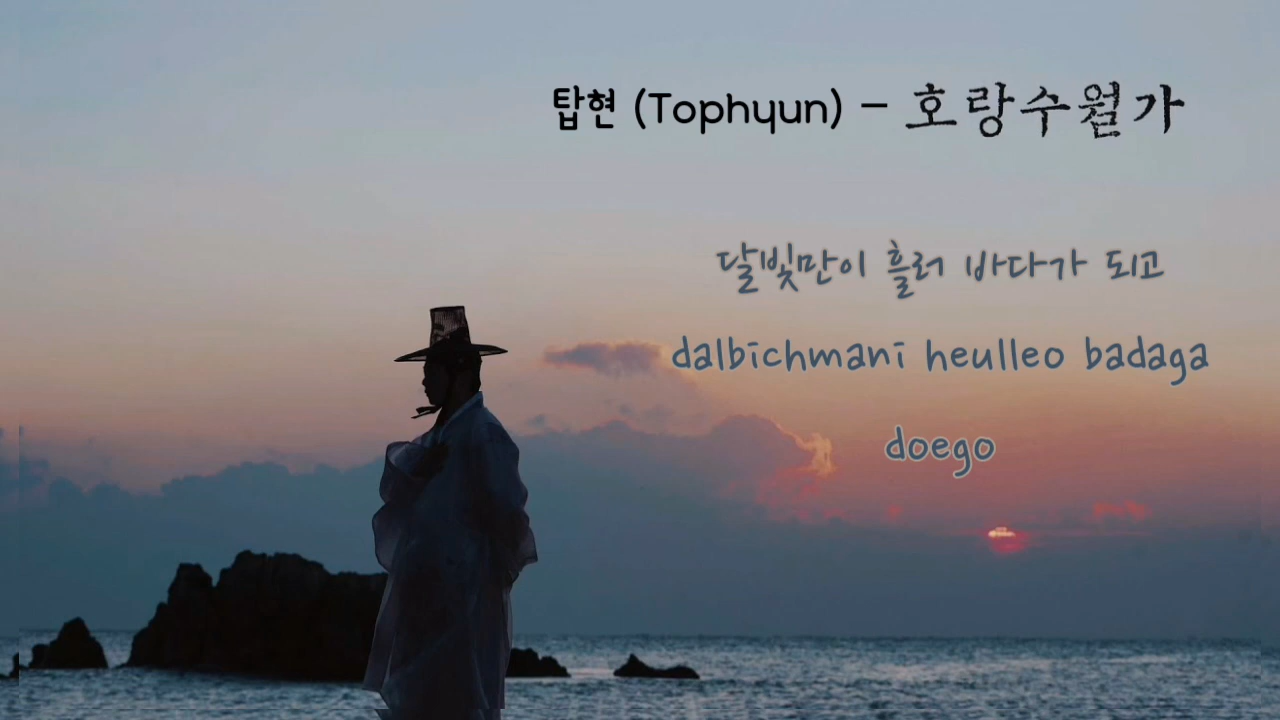 탑현 (Tophyun) - 호랑수월가
달빛만이 흘러 바다가 되고
dalbichmani heulleo badaga
doego